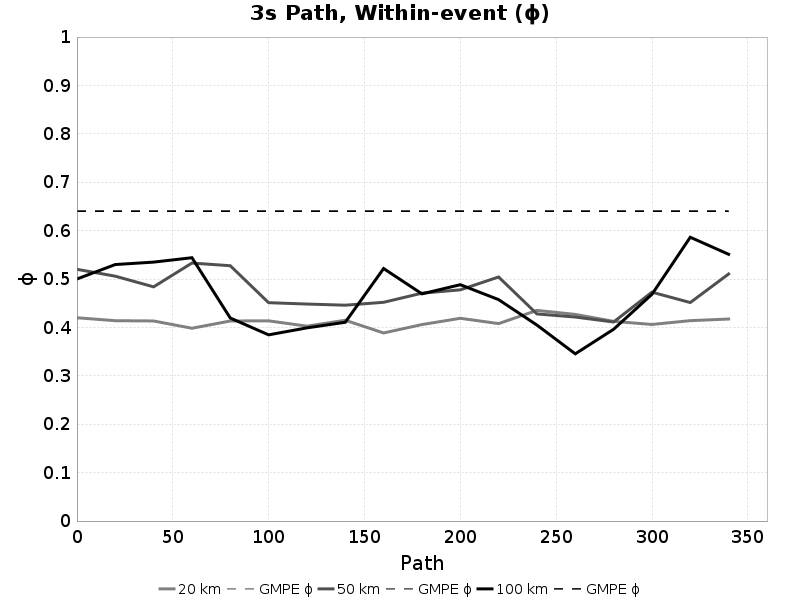 3s Path, Within-event (ϕ)
1
0.9
0.8
0.7
0.6
0.5
0.4
0.3
0.2
0.1
0
ϕ
0 50 100 150 200 250 300 350
Path
20 km GMPE ϕ 50 km GMPE ϕ 100 km GMPE ϕ